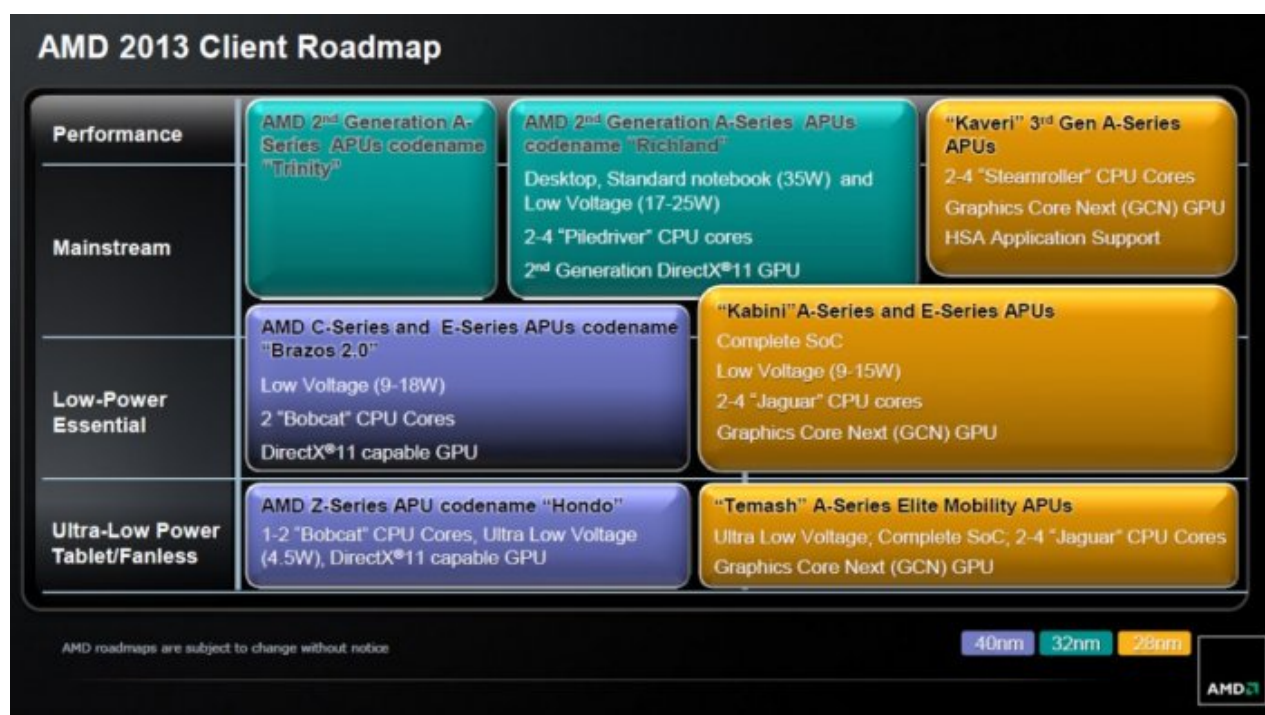 AMD 2013 Client Roadmap
Performance
Mainstream
Low-Power
Essential
Ultra-Low Power
Tablet/Fanless
AMD 2nd Generation A-
Series APUs codename
"Trinity"
AMD 2nd Generation A-Series APUs
codename "Richland"
Desktop, Standard notebook (35W) and
Low Voltage (17-25W)
2-4 "Piledriver" CPU cores
2nd Generation DirectX®11 GPU
"Kaveri" 3rd Gen A-Series
APUs
2-4 "Steamroller" CPU Cores
Graphics Core Next (GCN) GPU
HSA Application Support
AMD C-Series and E-Series APUs codename
"Brazos 2.0"
Low Voltage (9-18W)
2 "Bobcat" CPU Cores
DirectX®11 capable GPU
"Kabini"A-Series and E-Series APUs
Complete SoC
Low Voltage (9-15W)
2-4 "Jaguar" CPU cores
Graphics Core Next (GCN) GPU
AMD Z-Series APU codename "Hondo"
1-2 "Bobcat" CPU Cores, Ultra Low Voltage
(4.5W), DirectX®11 capable GPU
"Temash" A-Series Elite Mobility APUs
Ultra Low Voltage, Complete SoC, 2-4 "Jaguar" CPU Cores
Graphics Core Next (GCN) GPU
AMD roadmaps are subject to change without notice
40nm 32nm 28nm
AMD